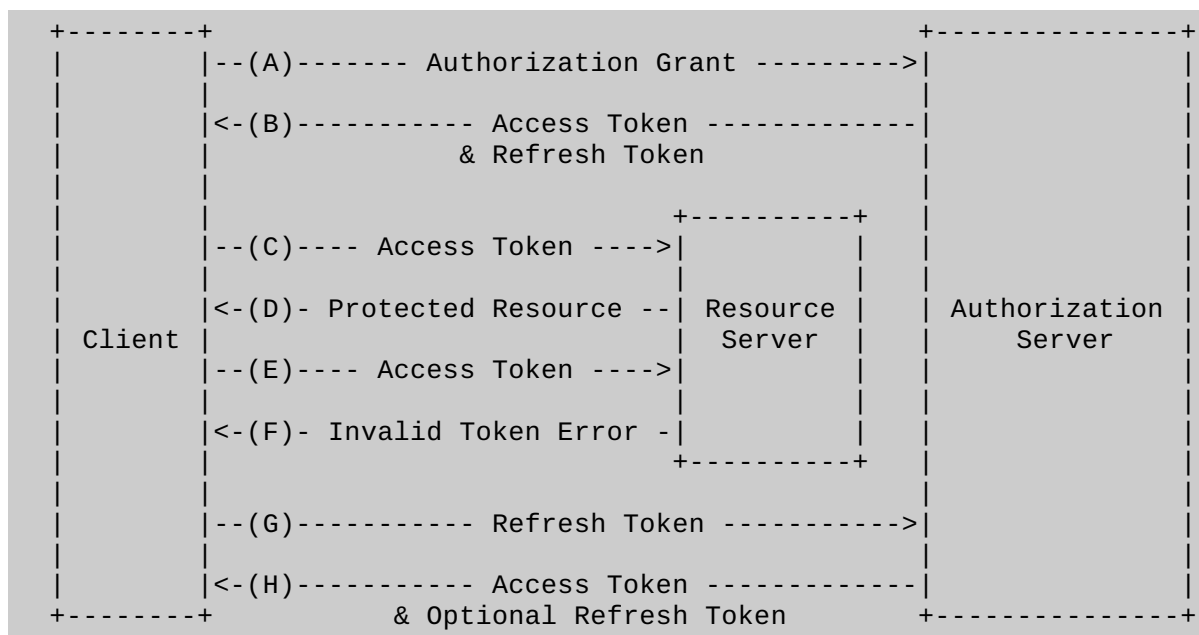 +--------+                                           +---------------+
|        |--(A)------- Authorization Grant --------->|               |
|        |                                           |               |
|        |<-(B)----------- Access Token -------------|               |
|        |               & Refresh Token             |               |
|        |                                           |               |
|        |                            +----------+   |               |
|        |--(C)---- Access Token ---->|          |   |               |
|        |                            |          |   |               |
|        |<-(D)- Protected Resource --| Resource |   | Authorization |
| Client |                            |  Server  |   |     Server    |
|        |--(E)---- Access Token ---->|          |   |               |
|        |                            |          |   |               |
|        |<-(F)- Invalid Token Error -|          |   |               |
|        |                            +----------+   |               |
|        |                                           |               |
|        |--(G)----------- Refresh Token ----------->|               |
|        |                                           |               |
|        |<-(H)----------- Access Token -------------|               |
+--------+           & Optional Refresh Token        +---------------+